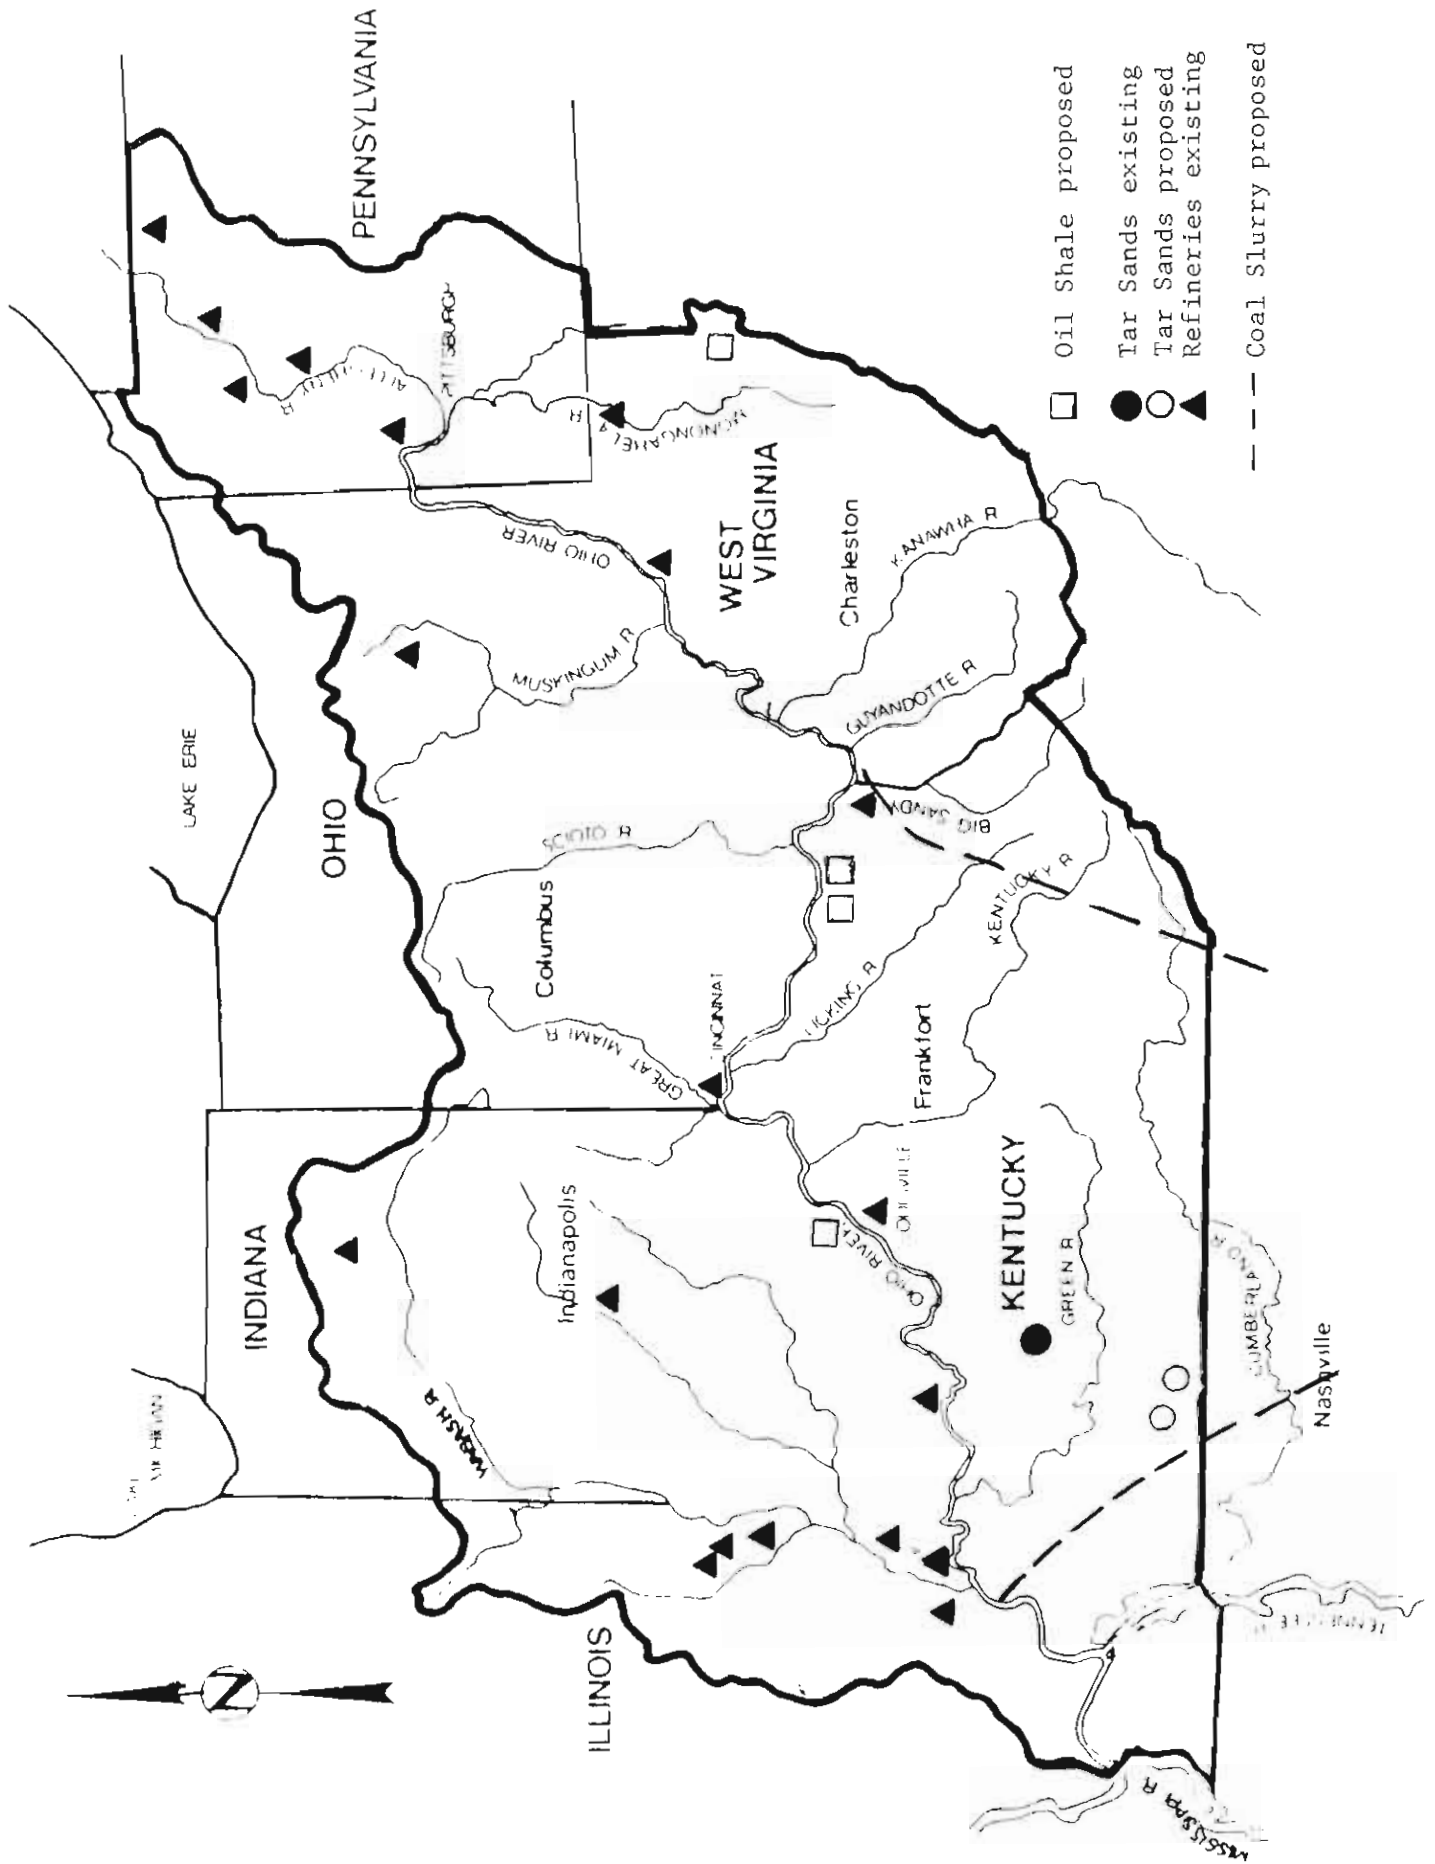 PENNSYLVANIA
LAKE ERIE
OHIO
INDIANA
ILLINOIS
N
ALLEGHENY R
PITTSBURGH
MONONGAHELA R
OHIO RIVER
WEST
VIRGINIA
Charleston
KANAWHA R
GUYANDOTTE R
MUSKINGUM R
BIG SANDY
SCIOTO R
Columbus
KENTUCKY R
LICKING R
GREAT MIAMI R
Frankfort
Indianapolis
OHIO RIVER
KENTUCKY
GREEN R
WABASH R
CUMBERLAND R
Nashville
MISSISSIPPI R
Oil Shale proposed
Tar Sands existing
Tar Sands proposed
Refineries existing
Coal Slurry proposed